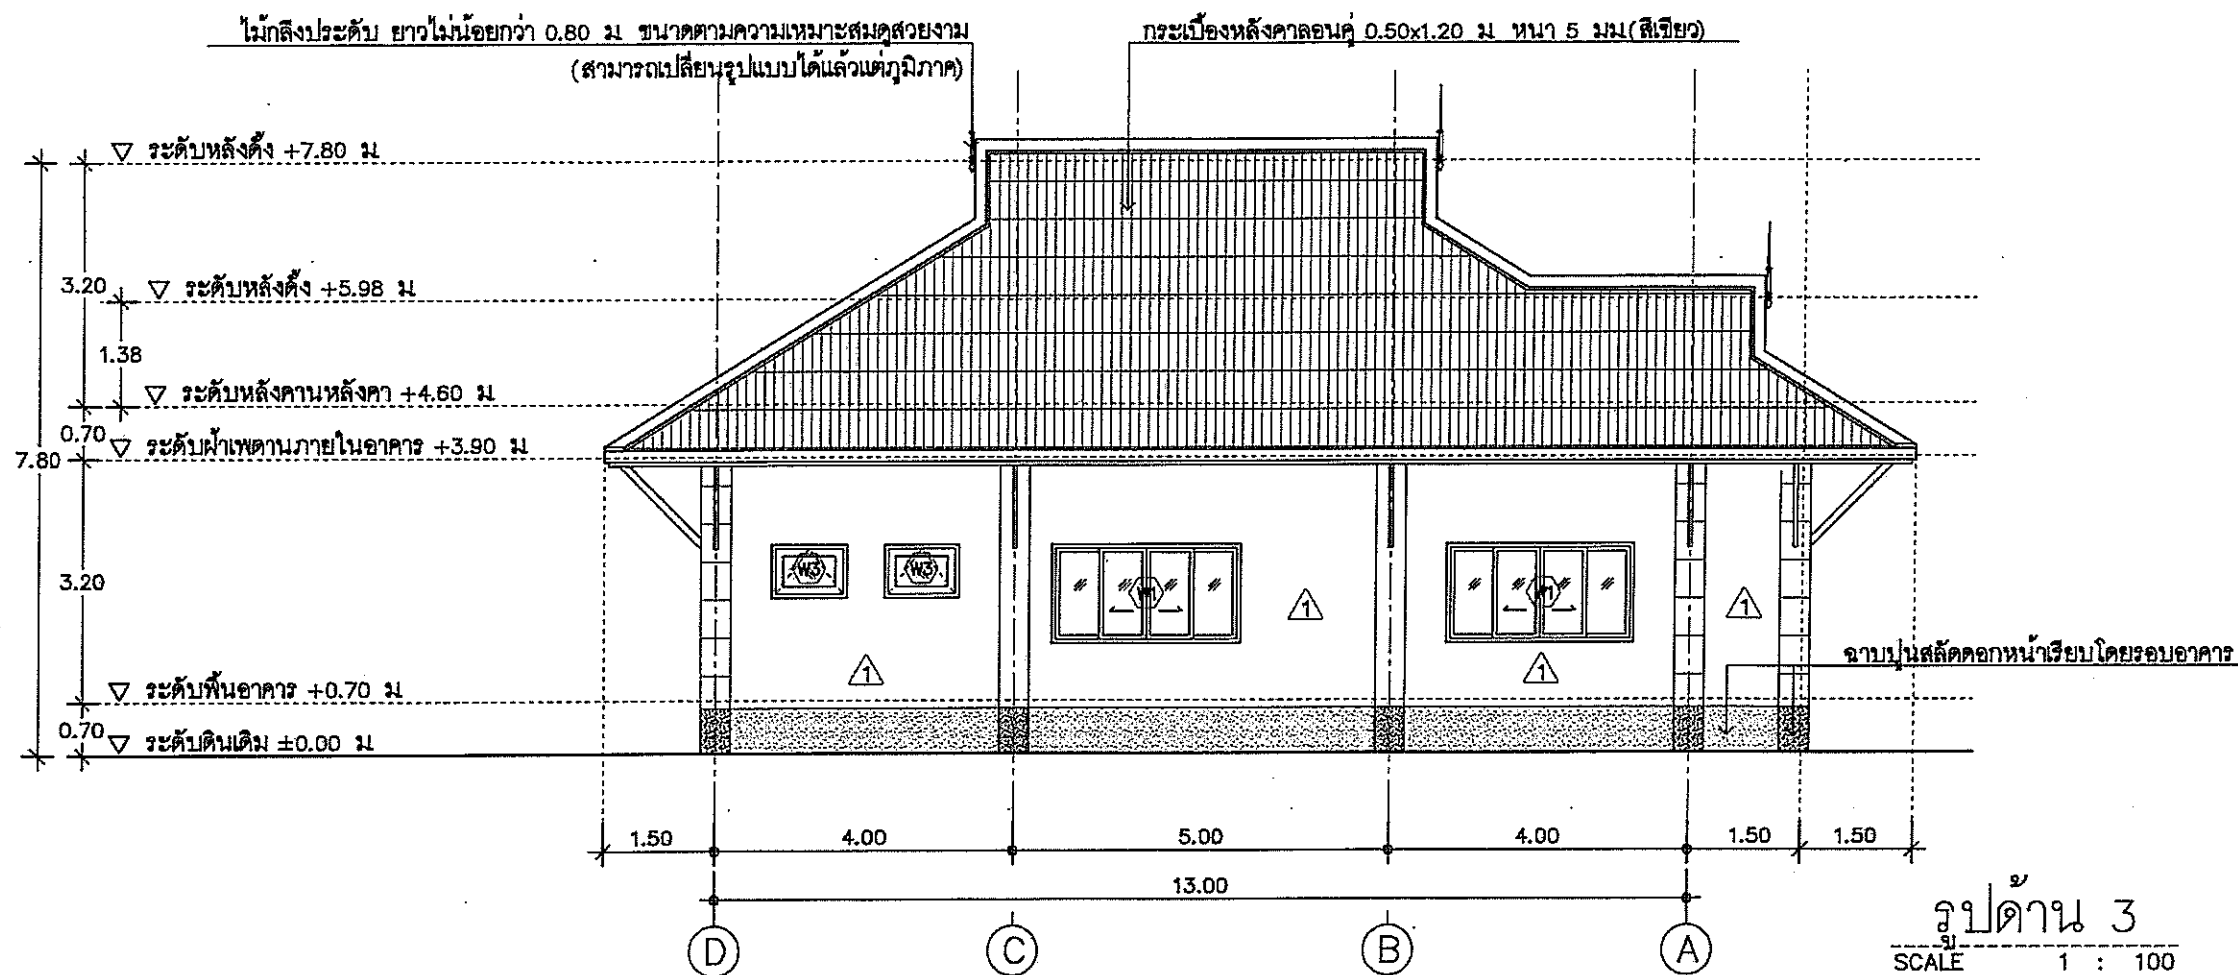 ไม้กลึงประดับ ยาวไม่น้อยกว่า 0.80 ม ขนาดตามความเหมาะสมดูสวยงาม
(สามารถเปลี่ยนรูปแบบได้แล้วแต่ภูมิภาค)
กระเบื้องหลังคาลอนคู่ 0.50x1.20 ม หนา 5 มม(สีเขียว)
▽ ระดับหลังตั้ง +7.80 ม
3.20 ▽ ระดับหลังตั้ง +5.98 ม
1.38
▽ ระดับหลังคานหลังคา +4.60 ม
0.70
▽ ระดับฝ้าเพดานภายในอาคาร +3.90 ม
7.80
W3 W3
3.20
W1 W1
1 1
1 1
ฉาบปูนสลัดดอกหน้าเรียบโดยรอบอาคาร
▽ ระดับพื้นอาคาร +0.70 ม
0.70 ▽ ระดับดินเดิม ±0.00 ม
1.50 4.00 5.00 4.00 1.50 1.50
13.00
D C B A
รูปด้าน 3
SCALE 1 : 100